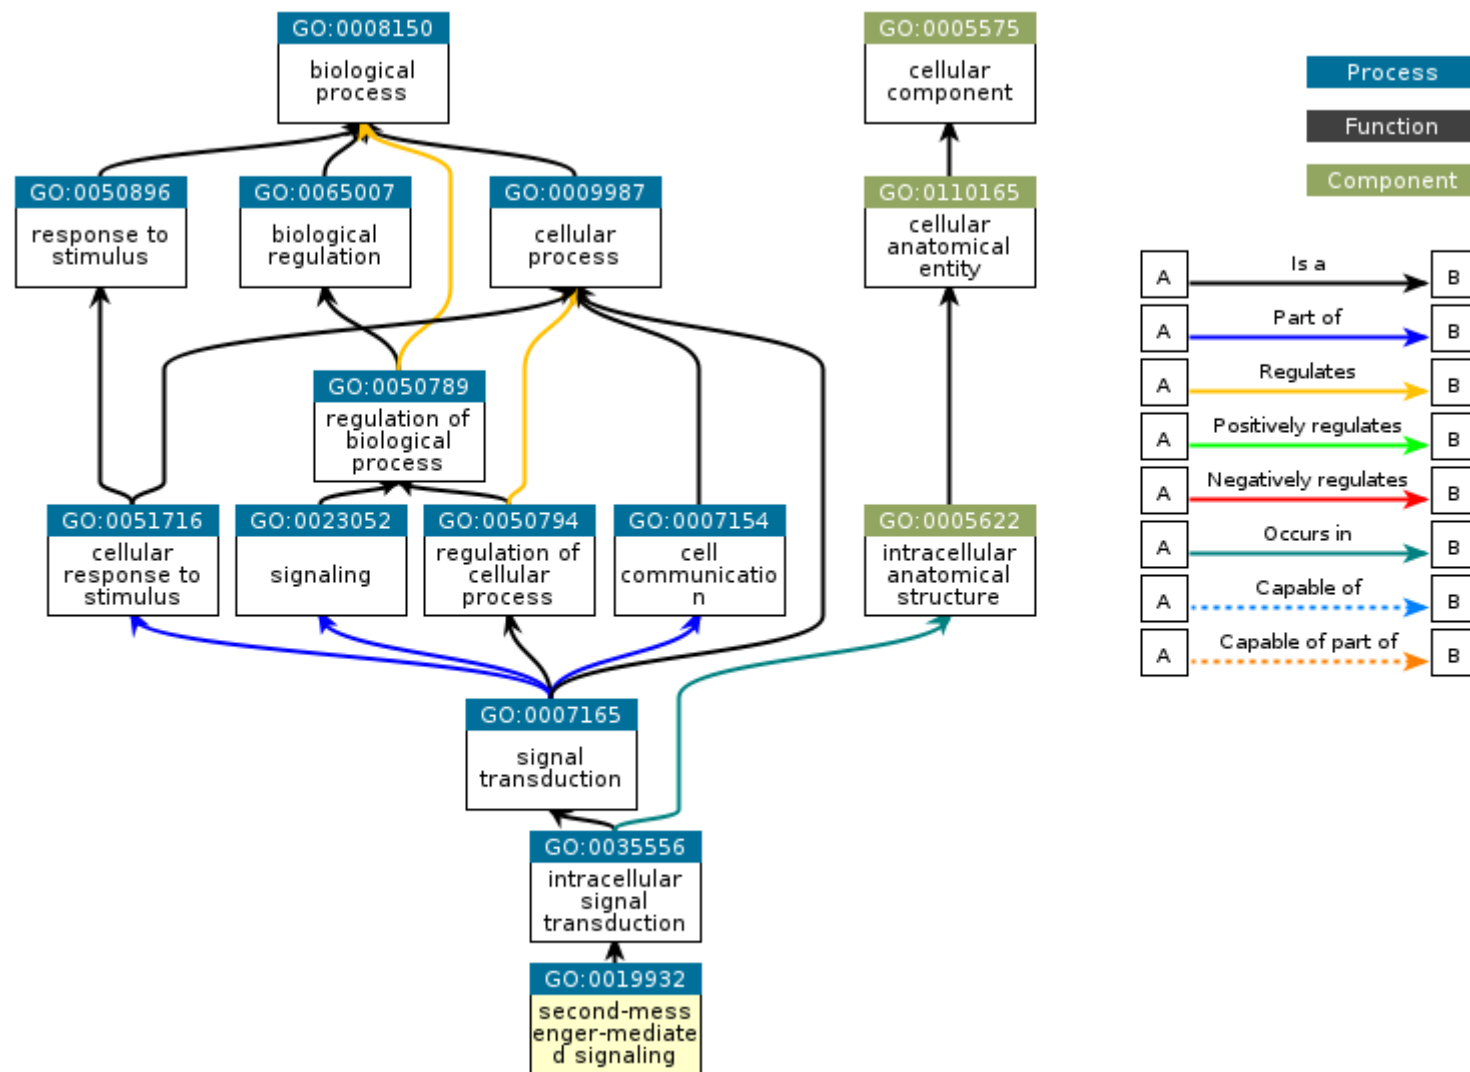 GO:0008150
biological
process
GO:0005575
cellular
component
Process
Function
Component
GO:0050896
response to
stimulus
GO:0065007
biological
regulation
GO:0009987
cellular
process
GO:0110165
cellular
anatomical
entity
A Is a B
A Part of B
A Regulates B
A Positively regulates B
A Negatively regulates B
A Occurs in B
A Capable of B
A Capable of part of B
GO:0050789
regulation of
biological
process
GO:0051716
cellular
response to
stimulus
GO:0023052
signaling
GO:0050794
regulation of
cellular
process
GO:0007154
cell
communicatio
n
GO:0005622
intracellular
anatomical
structure
GO:0007165
signal
transduction
GO:0035556
intracellular
signal
transduction
GO:0019932
second-mess
enger-mediate
d signaling